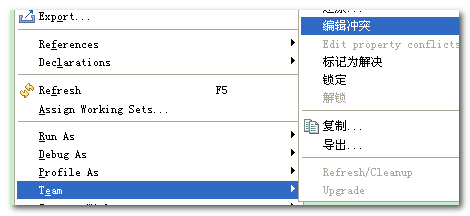 Export...
References
Declarations
Refresh F5
Assign Working Sets...
Run As
Debug As
Profile As
Team
编辑冲突
Edit property conflicts
标记为解决
锁定
解锁
复制...
导出...
Refresh/Cleanup
Upgrade